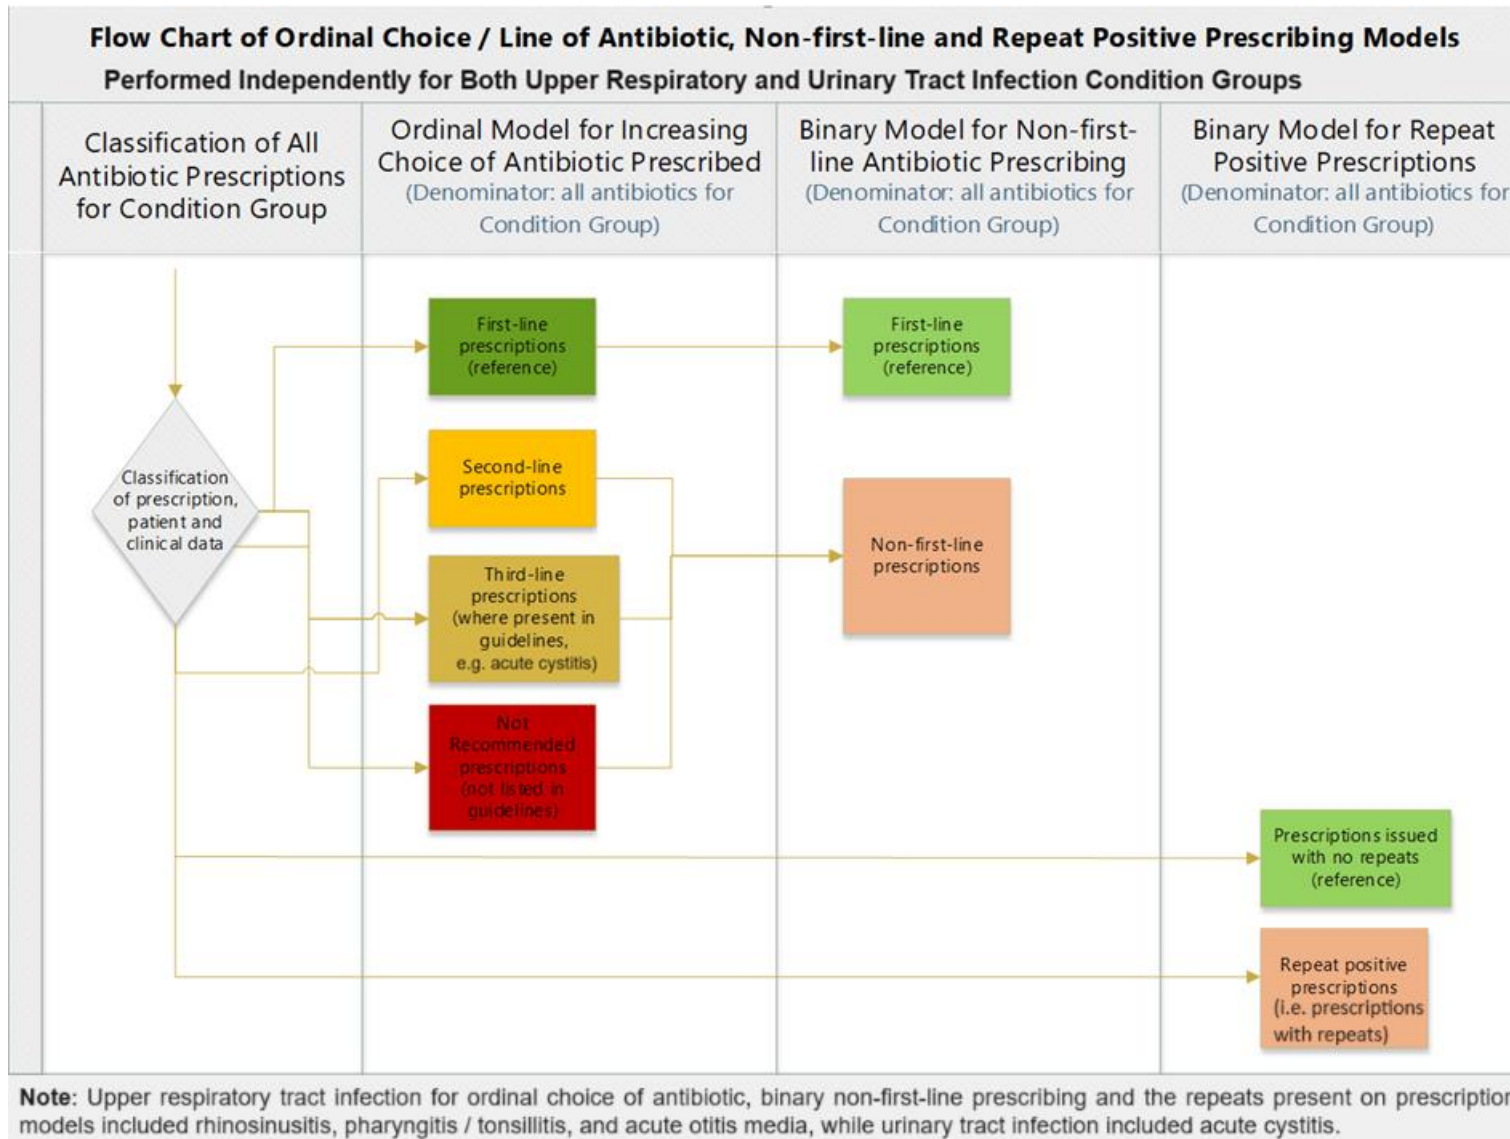 Flow Chart of Ordinal Choice / Line of Antibiotic, Non-first-line and Repeat Positive Prescribing Models
Performed Independently for Both Upper Respiratory and Urinary Tract Infection Condition Groups
Classification of All
Antibiotic Prescriptions
for Condition Group
Ordinal Model for Increasing
Choice of Antibiotic Prescribed
(Denominator: all antibiotics for
Condition Group)
Binary Model for Non-first-
line Antibiotic Prescribing
(Denominator: all antibiotics for
Condition Group)
Binary Model for Repeat
Positive Prescriptions
(Denominator: all antibiotics for
Condition Group)
Classification
of prescription,
patient and
clinical data
First-line
prescriptions
(reference)
Second-line
prescriptions
Third-line
prescriptions
(where present in
guidelines,
e.g. acute cystitis)
Not
Recommended
prescriptions
(not listed in
guidelines)
First-line
prescriptions
(reference)
Non-first-line
prescriptions
Prescriptions issued
with no repeats
(reference)
Repeat positive
prescriptions
(i.e. prescriptions
with repeats)
Note: Upper respiratory tract infection for ordinal choice of antibiotic, binary non-first-line prescribing and the repeats present on prescription
models included rhinosinusitis, pharyngitis / tonsillitis, and acute otitis media, while urinary tract infection included acute cystitis.